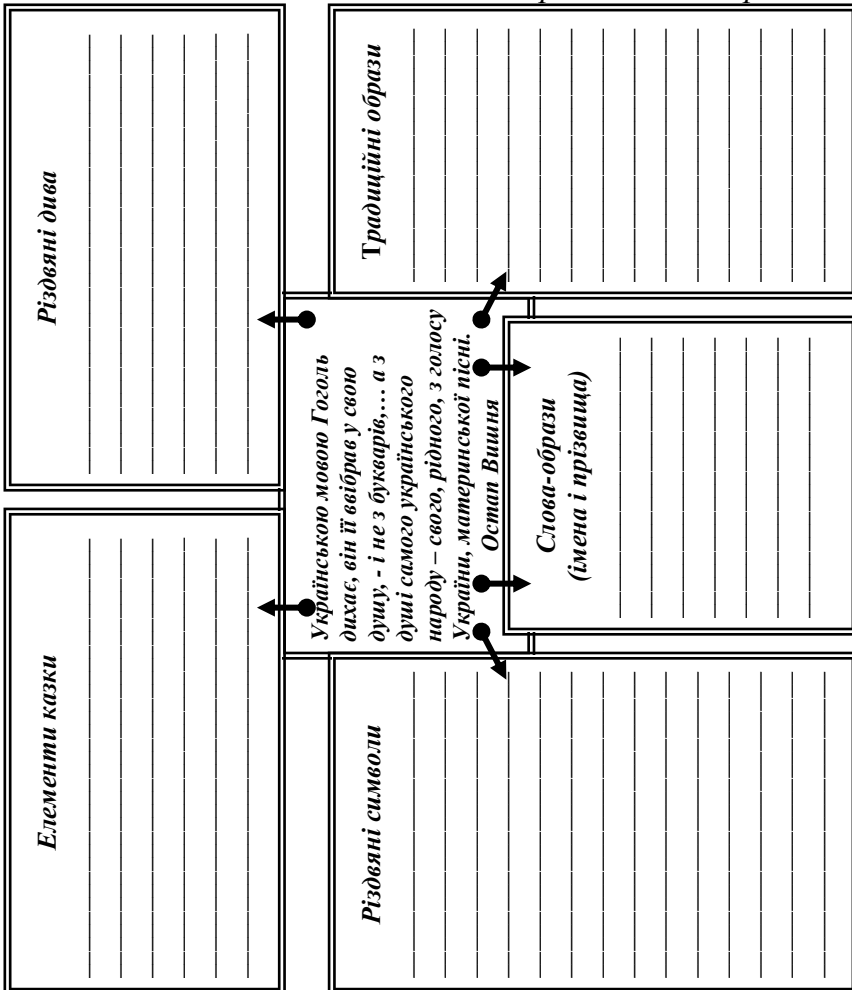 Елементи казки
Різдвяні дива
Українською мовою Гоголь
дихає, він її ввібрав у свою
душу, - і не з букварів,… а з
душі самого українського
народу – свого, рідного, з голосу
України, материнської пісні.
Остап Вишня
Різдвяні символи
Слова-образи
(імена і прізвища)
Традиційні образи